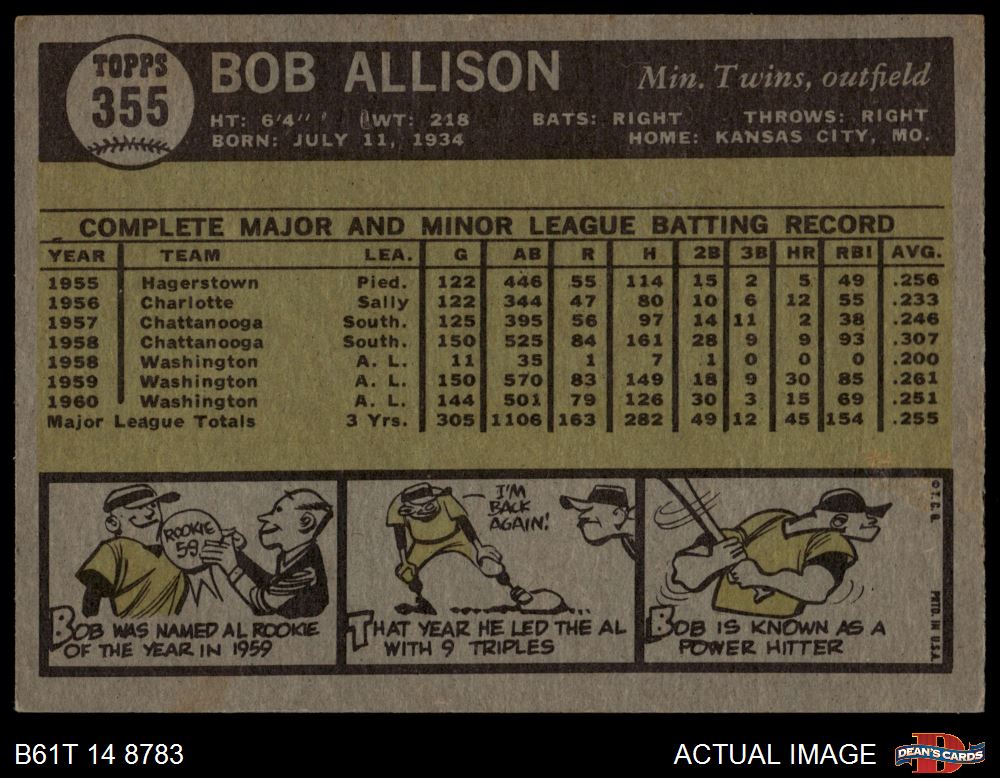 TOPPS
355
BOB ALLISON
Min. Twins, outfield
HT: 6'4" WT: 218 BATS: RIGHT THROWS: RIGHT
BORN: JULY 11, 1934 HOME: KANSAS CITY, MO.
COMPLETE MAJOR AND MINOR LEAGUE BATTING RECORD
YEAR TEAM LEA. G AB R H 2B 3B HR RBI AVG.
1955 Hagerstown Pied. 122 446 55 114 15 2 5 49 .256
1956 Charlotte Sally 122 344 47 80 10 6 12 55 .233
1957 Chattanooga South. 125 395 56 97 14 11 2 38 .246
1958 Chattanooga South. 150 525 84 161 28 9 9 93 .307
1958 Washington A. L. 11 35 1 7 1 0 0 0 .200
1959 Washington A. L. 150 570 83 149 18 9 30 85 .261
1960 Washington A. L. 144 501 79 126 30 3 15 69 .251
Major League Totals 3 Yrs. 305 1106 163 282 49 12 45 154 .255
ROOKIE
59
BOB WAS NAMED AL ROOKIE
OF THE YEAR IN 1959
I'M
BACK
AGAIN!
THAT YEAR HE LED THE AL
WITH 9 TRIPLES
BOB IS KNOWN AS A
POWER HITTER
© T. C. G.
PRTD. IN U.S.A.
B61T 14 8783
ACTUAL IMAGE
DEAN'S CARDS